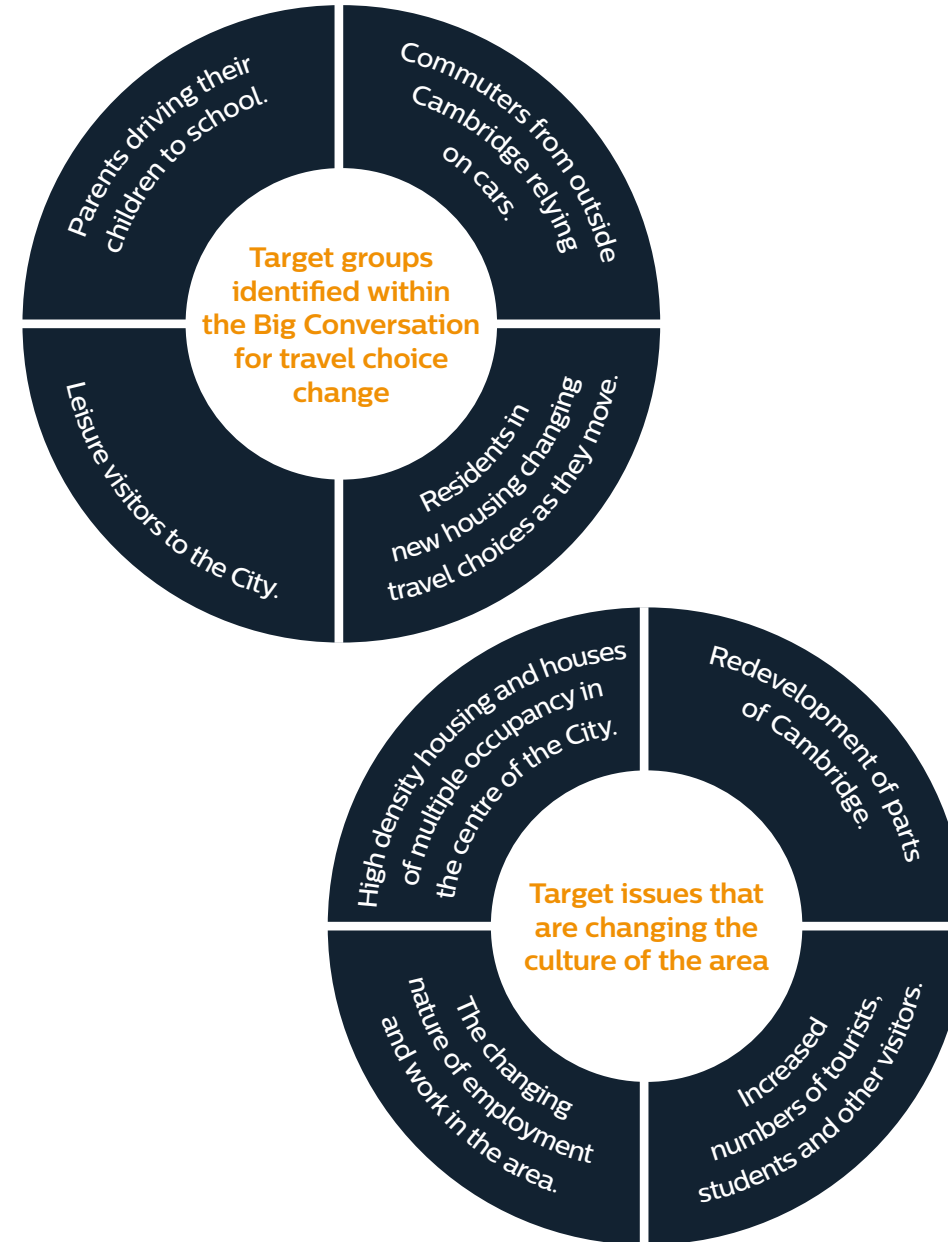 Parents driving their
children to school.
Commuters from outside
Cambridge relying
on cars.
Target groups
identified within
the Big Conversation
for travel choice
change
Leisure visitors to the City.
Residents in
new housing changing
travel choices as they move.
High density housing and houses
of multiple occupancy in
the centre of the City.
Redevelopment of parts
of Cambridge.
Target issues that
are changing the
culture of the area
The changing
nature of employment
and work in the area.
Increased
numbers of tourists,
students and other visitors.